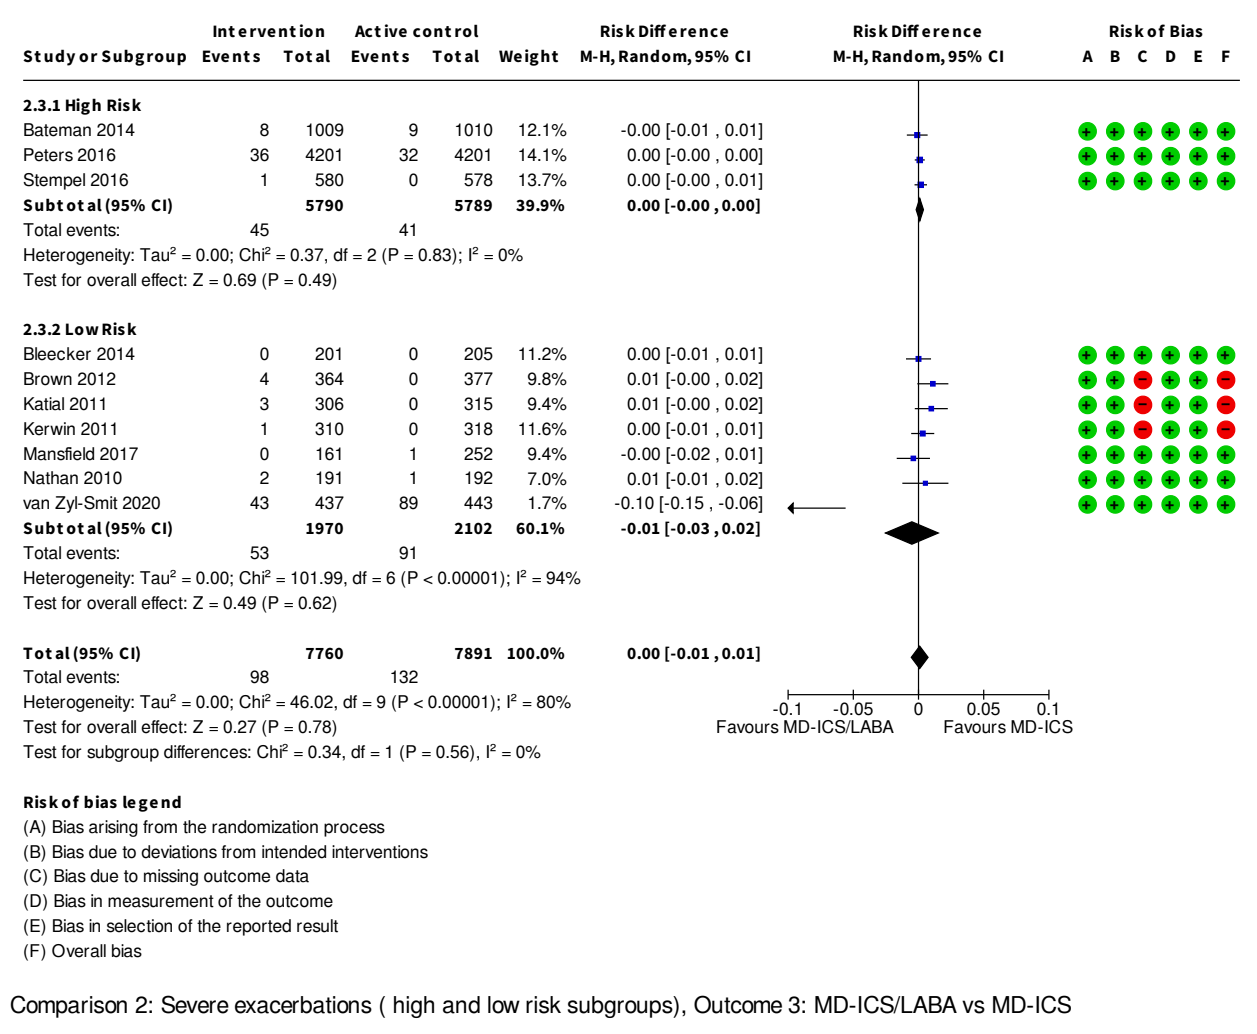 Intervention Active control Risk Difference Risk Difference Risk of Bias
Study or Subgroup Events Total Events Total Weight M-H, Random, 95% CI M-H, Random, 95% CI A B C D E F
2.3.1 High Risk
Bateman 2014 8 1009 9 1010 12.1% -0.00 [-0.01 , 0.01] + + + + + +
Peters 2016 36 4201 32 4201 14.1% 0.00 [-0.00 , 0.00] + + + + + +
Stempel 2016 1 580 0 578 13.7% 0.00 [-0.00 , 0.01] + + + + + +
Subtotal (95% CI) 5790 5789 39.9% 0.00 [-0.00 , 0.00]
Total events: 45 41
Heterogeneity: Tau² = 0.00; Chi² = 0.37, df = 2 (P = 0.83); I² = 0%
Test for overall effect: Z = 0.69 (P = 0.49)
2.3.2 Low Risk
Bleecker 2014 0 201 0 205 11.2% 0.00 [-0.01 , 0.01] + + + + + +
Brown 2012 4 364 0 377 9.8% 0.01 [-0.00 , 0.02] + + − + + −
Katial 2011 3 306 0 315 9.4% 0.01 [-0.00 , 0.02] + + − + + −
Kerwin 2011 1 310 0 318 11.6% 0.00 [-0.01 , 0.01] + + − + + −
Mansfield 2017 0 161 1 252 9.4% -0.00 [-0.02 , 0.01] + + + + + +
Nathan 2010 2 191 1 192 7.0% 0.01 [-0.01 , 0.02] + + + + + +
van Zyl-Smit 2020 43 437 89 443 1.7% -0.10 [-0.15 , -0.06] + + + + + +
Subtotal (95% CI) 1970 2102 60.1% -0.01 [-0.03 , 0.02]
Total events: 53 91
Heterogeneity: Tau² = 0.00; Chi² = 101.99, df = 6 (P < 0.00001); I² = 94%
Test for overall effect: Z = 0.49 (P = 0.62)
Total (95% CI) 7760 7891 100.0% 0.00 [-0.01 , 0.01]
Total events: 98 132
Heterogeneity: Tau² = 0.00; Chi² = 46.02, df = 9 (P < 0.00001); I² = 80%
Test for overall effect: Z = 0.27 (P = 0.78)
Test for subgroup differences: Chi² = 0.34, df = 1 (P = 0.56), I² = 0%
-0.1 -0.05 0 0.05 0.1
Favours MD-ICS/LABA Favours MD-ICS
Risk of bias legend
(A) Bias arising from the randomization process
(B) Bias due to deviations from intended interventions
(C) Bias due to missing outcome data
(D) Bias in measurement of the outcome
(E) Bias in selection of the reported result
(F) Overall bias
Comparison 2: Severe exacerbations ( high and low risk subgroups), Outcome 3: MD-ICS/LABA vs MD-ICS